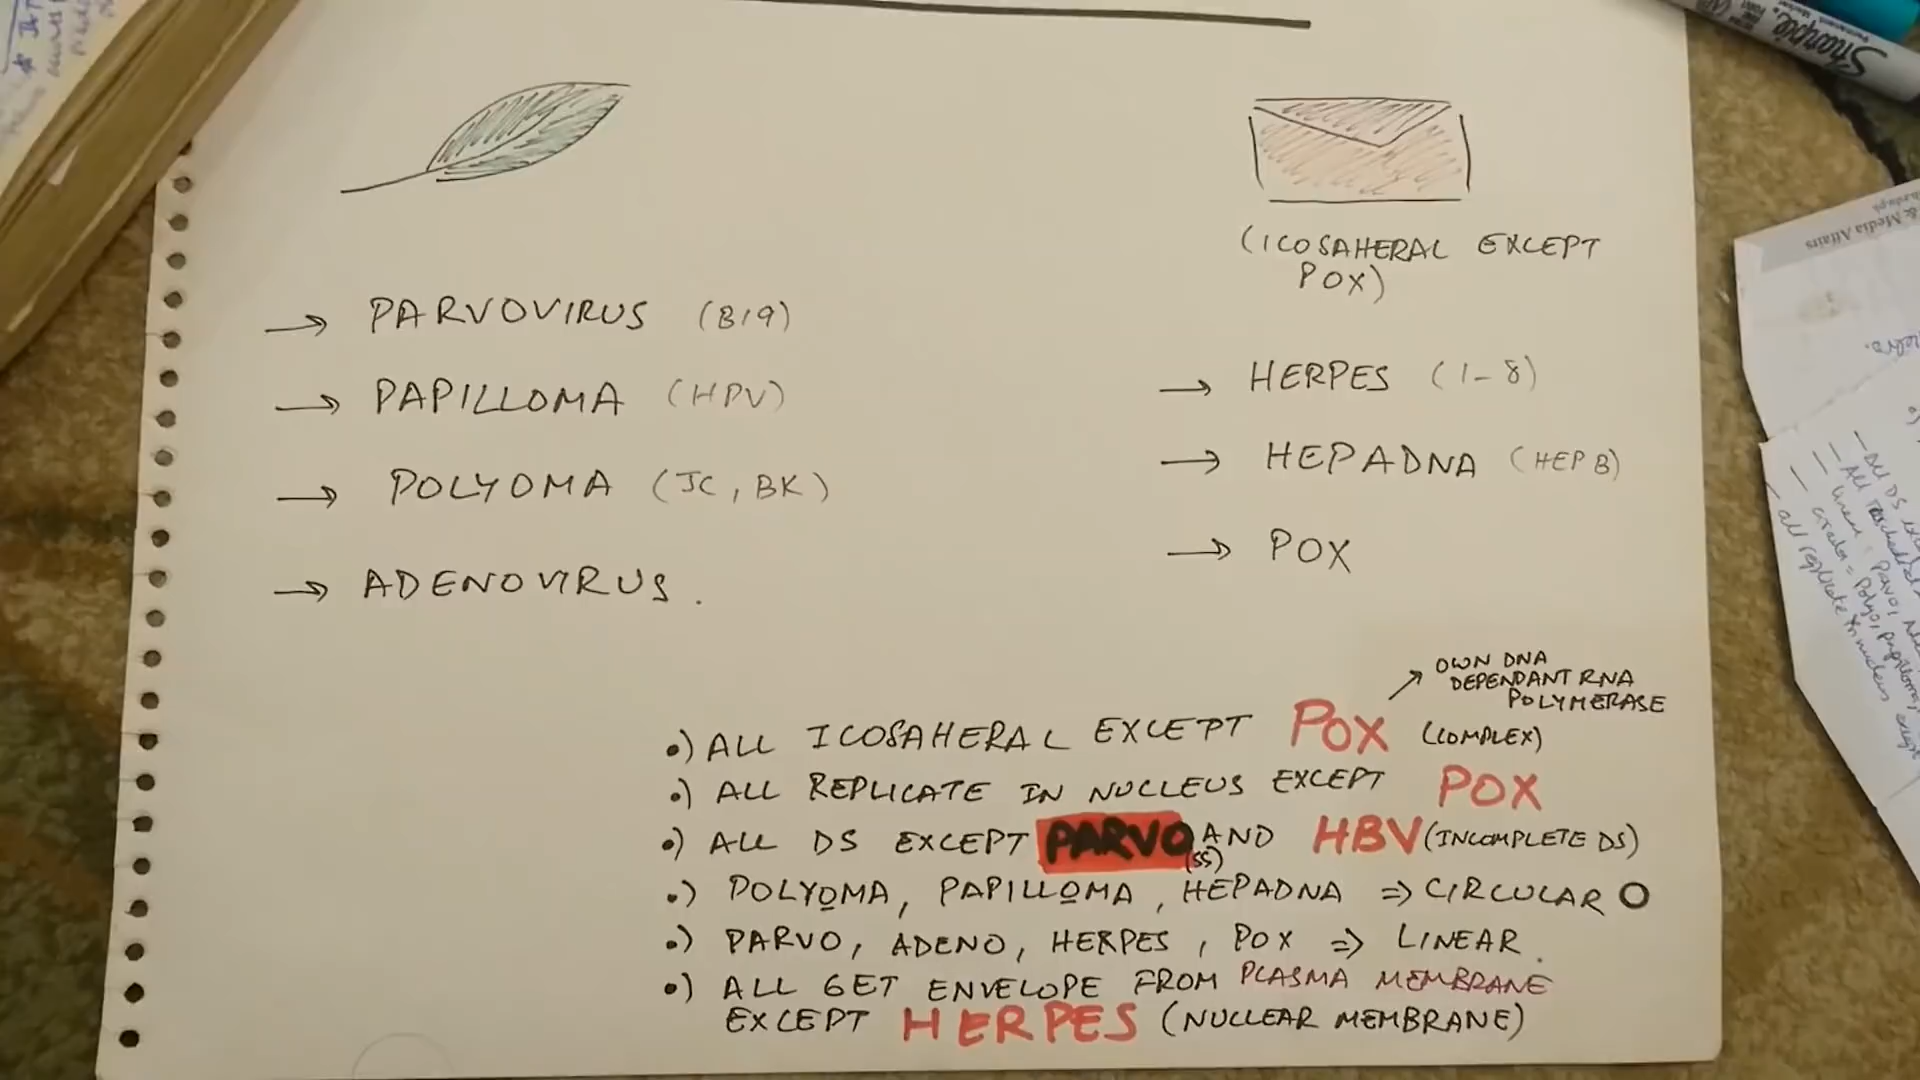 Sharpie
& Media Affairs
(ICOSAHERAL EXCEPT
POX)
→ PARVOVIRUS (B19)
→ PAPILLOMA (HPV)
→ POLYOMA (JC, BK)
→ ADENOVIRUS.
→ HERPES (1-8)
→ HEPADNA (HEP B)
→ POX
OWN DNA
DEPENDANT RNA
POLYMERASE
•) ALL ICOSAHERAL EXCEPT POX (COMPLEX)
•) ALL REPLICATE IN NUCLEUS EXCEPT POX
•) ALL DS EXCEPT PARVO (SS) AND HBV (INCOMPLETE DS)
•) POLYOMA, PAPILLOMA, HEPADNA => CIRCULAR O
•) PARVO, ADENO, HERPES, POX => LINEAR.
•) ALL GET ENVELOPE FROM PLASMA MEMBRANE
EXCEPT HERPES (NUCLEAR MEMBRANE)